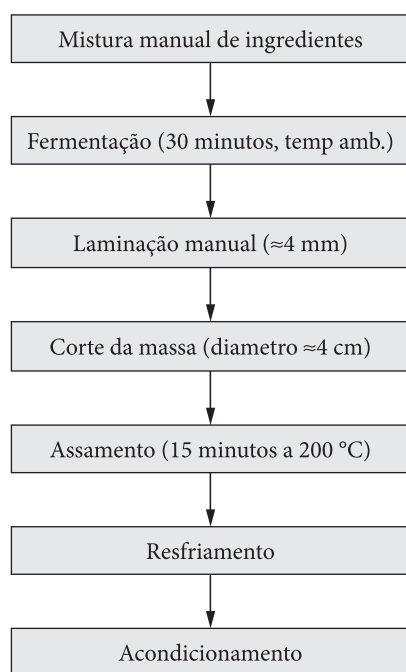 Mistura manual de ingredientes
Fermentação (30 minutos, temp amb.)
Laminação manual (≈4 mm)
Corte da massa (diametro ≈4 cm)
Assamento (15 minutos a 200 °C)
Resfriamento
Acondicionamento